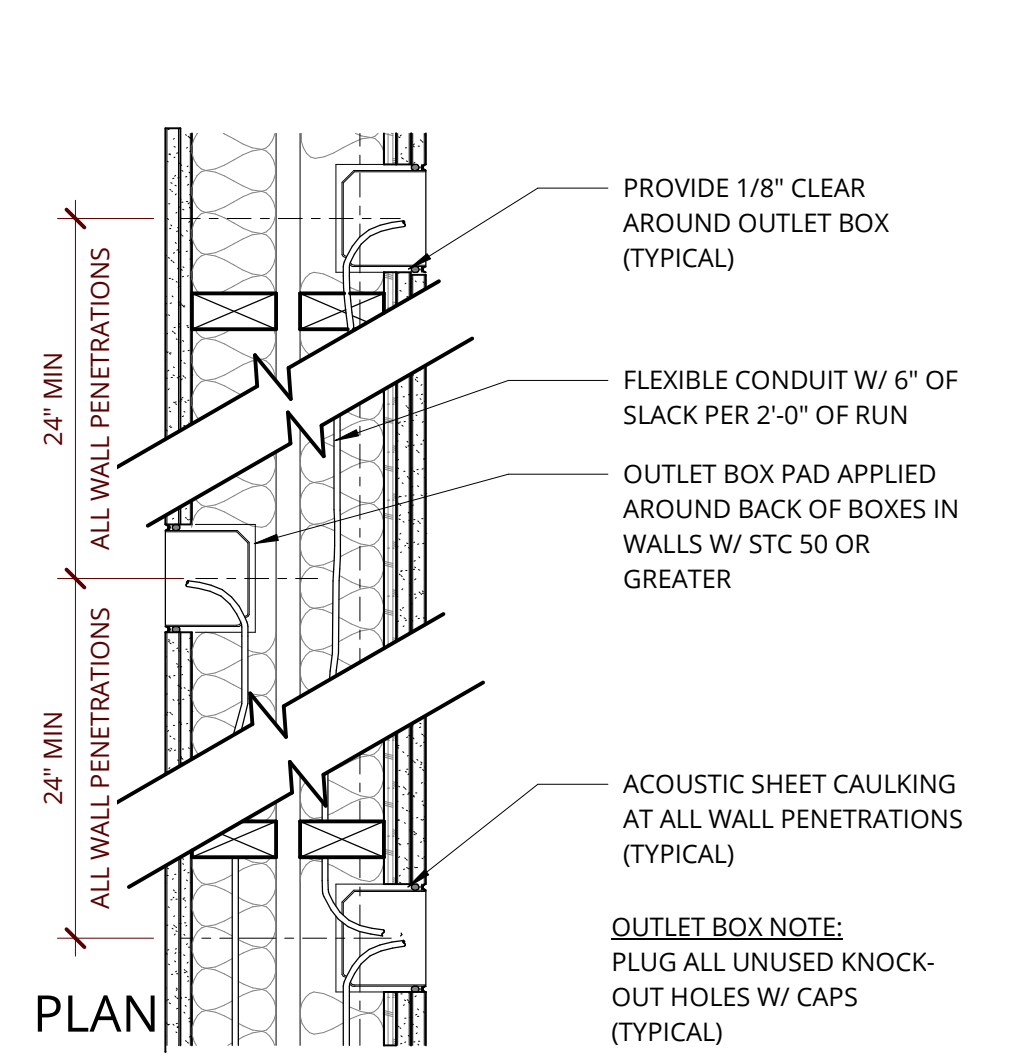 PROVIDE 1/8" CLEAR
AROUND OUTLET BOX
(TYPICAL)
24" MIN
ALL WALL PENETRATIONS
FLEXIBLE CONDUIT W/ 6" OF
SLACK PER 2'-0" OF RUN
OUTLET BOX PAD APPLIED
AROUND BACK OF BOXES IN
WALLS W/ STC 50 OR
GREATER
24" MIN
ALL WALL PENETRATIONS
ACOUSTIC SHEET CAULKING
AT ALL WALL PENETRATIONS
(TYPICAL)
OUTLET BOX NOTE:
PLUG ALL UNUSED KNOCK-
OUT HOLES W/ CAPS
(TYPICAL)
PLAN